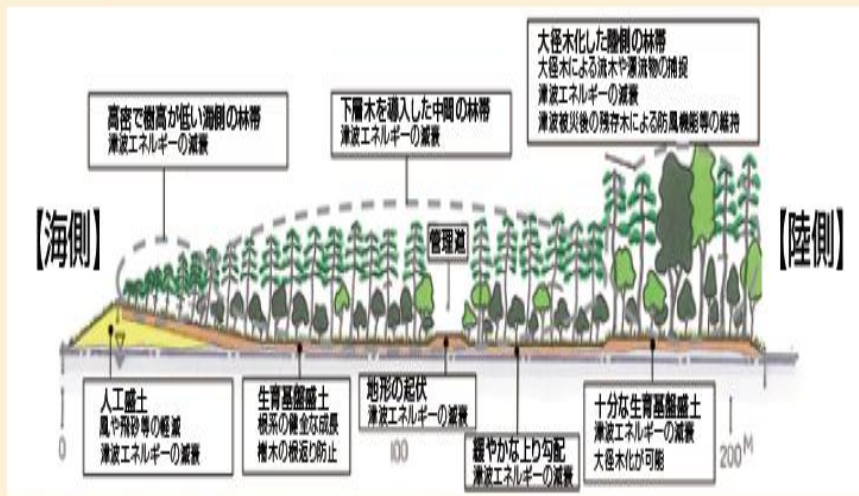 大径木化した陸側の林帯
大径木による流木や漂流物の捕捉
津波エネルギーの減衰
津波被災後の残存木による防風機能等の維持
高密で樹高が低い海側の林帯
津波エネルギーの減衰
下層木を導入した中間の林帯
津波エネルギーの減衰
【海側】
管理道
【陸側】
人工盛土
風や飛砂等の軽減
津波エネルギーの減衰
生育基盤盛土
根系の健全な成長
樹木の根返り防止
地形の起伏
津波エネルギーの減衰
緩やかな上り勾配
津波エネルギーの減衰
十分な生育基盤盛土
津波エネルギーの減衰
大径木化が可能
0
100
200M